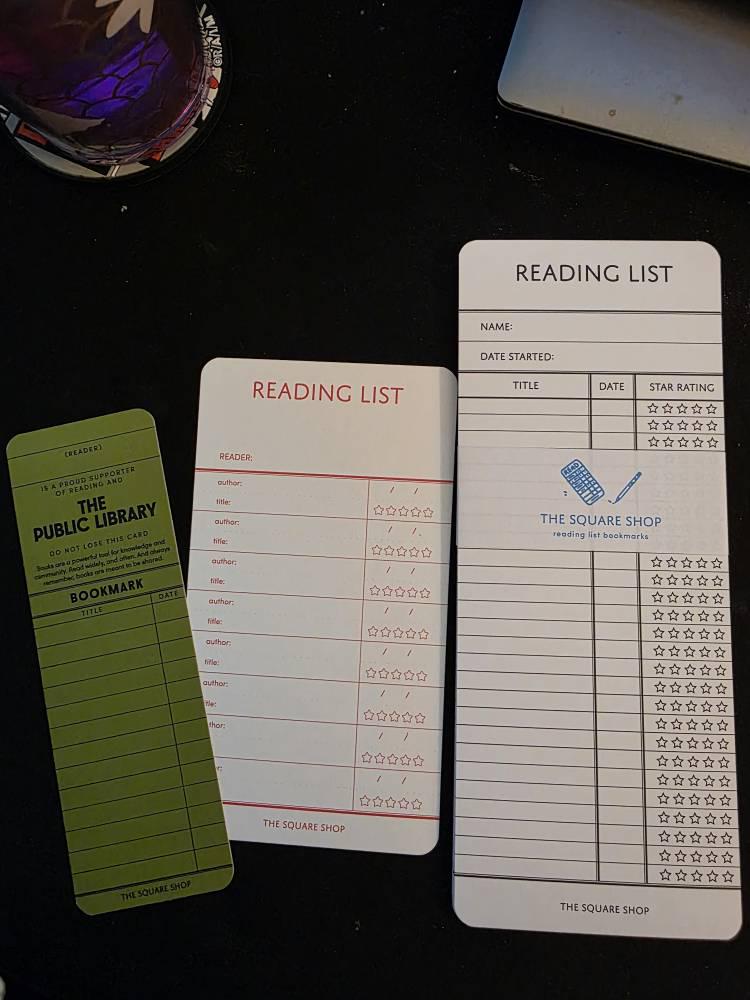 (READER)
IS A PROUD SUPPORTER
OF READING AND
THE
PUBLIC LIBRARY
DO NOT LOSE THIS CARD
Books are a powerful tool for knowledge and
community. Read widely, and often. And always
remember, books are meant to be shared.
BOOKMARK
TITLE DATE
THE SQUARE SHOP
READING LIST
READER:
author: / /
title:
author: / /
title:
author: / /
title:
author: / /
title:
author: / /
title:
author: / /
tle:
thor: / /
r: / /
THE SQUARE SHOP
READING LIST
NAME:
DATE STARTED:
TITLE DATE STAR RATING
READ
THE SQUARE SHOP
reading list bookmarks
THE SQUARE SHOP